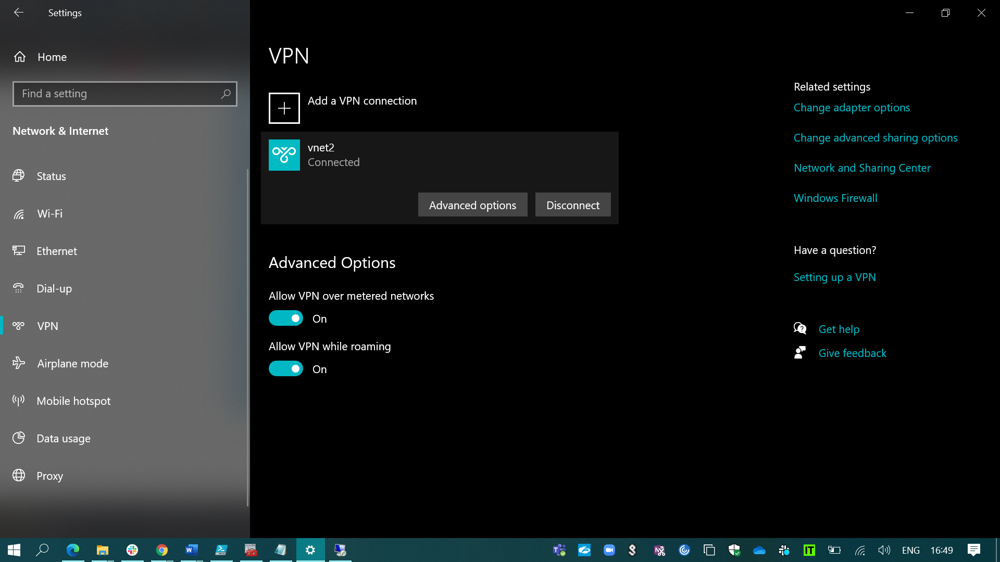 Settings
Home
Find a setting
Network & Internet
Status
Wi-Fi
Ethernet
Dial-up
VPN
Airplane mode
Mobile hotspot
Data usage
Proxy
VPN
Add a VPN connection
vnet2
Connected
Advanced options
Disconnect
Advanced Options
Allow VPN over metered networks
On
Allow VPN while roaming
On
Related settings
Change adapter options
Change advanced sharing options
Network and Sharing Center
Windows Firewall
Have a question?
Setting up a VPN
Get help
Give feedback
IT
ENG
16:49